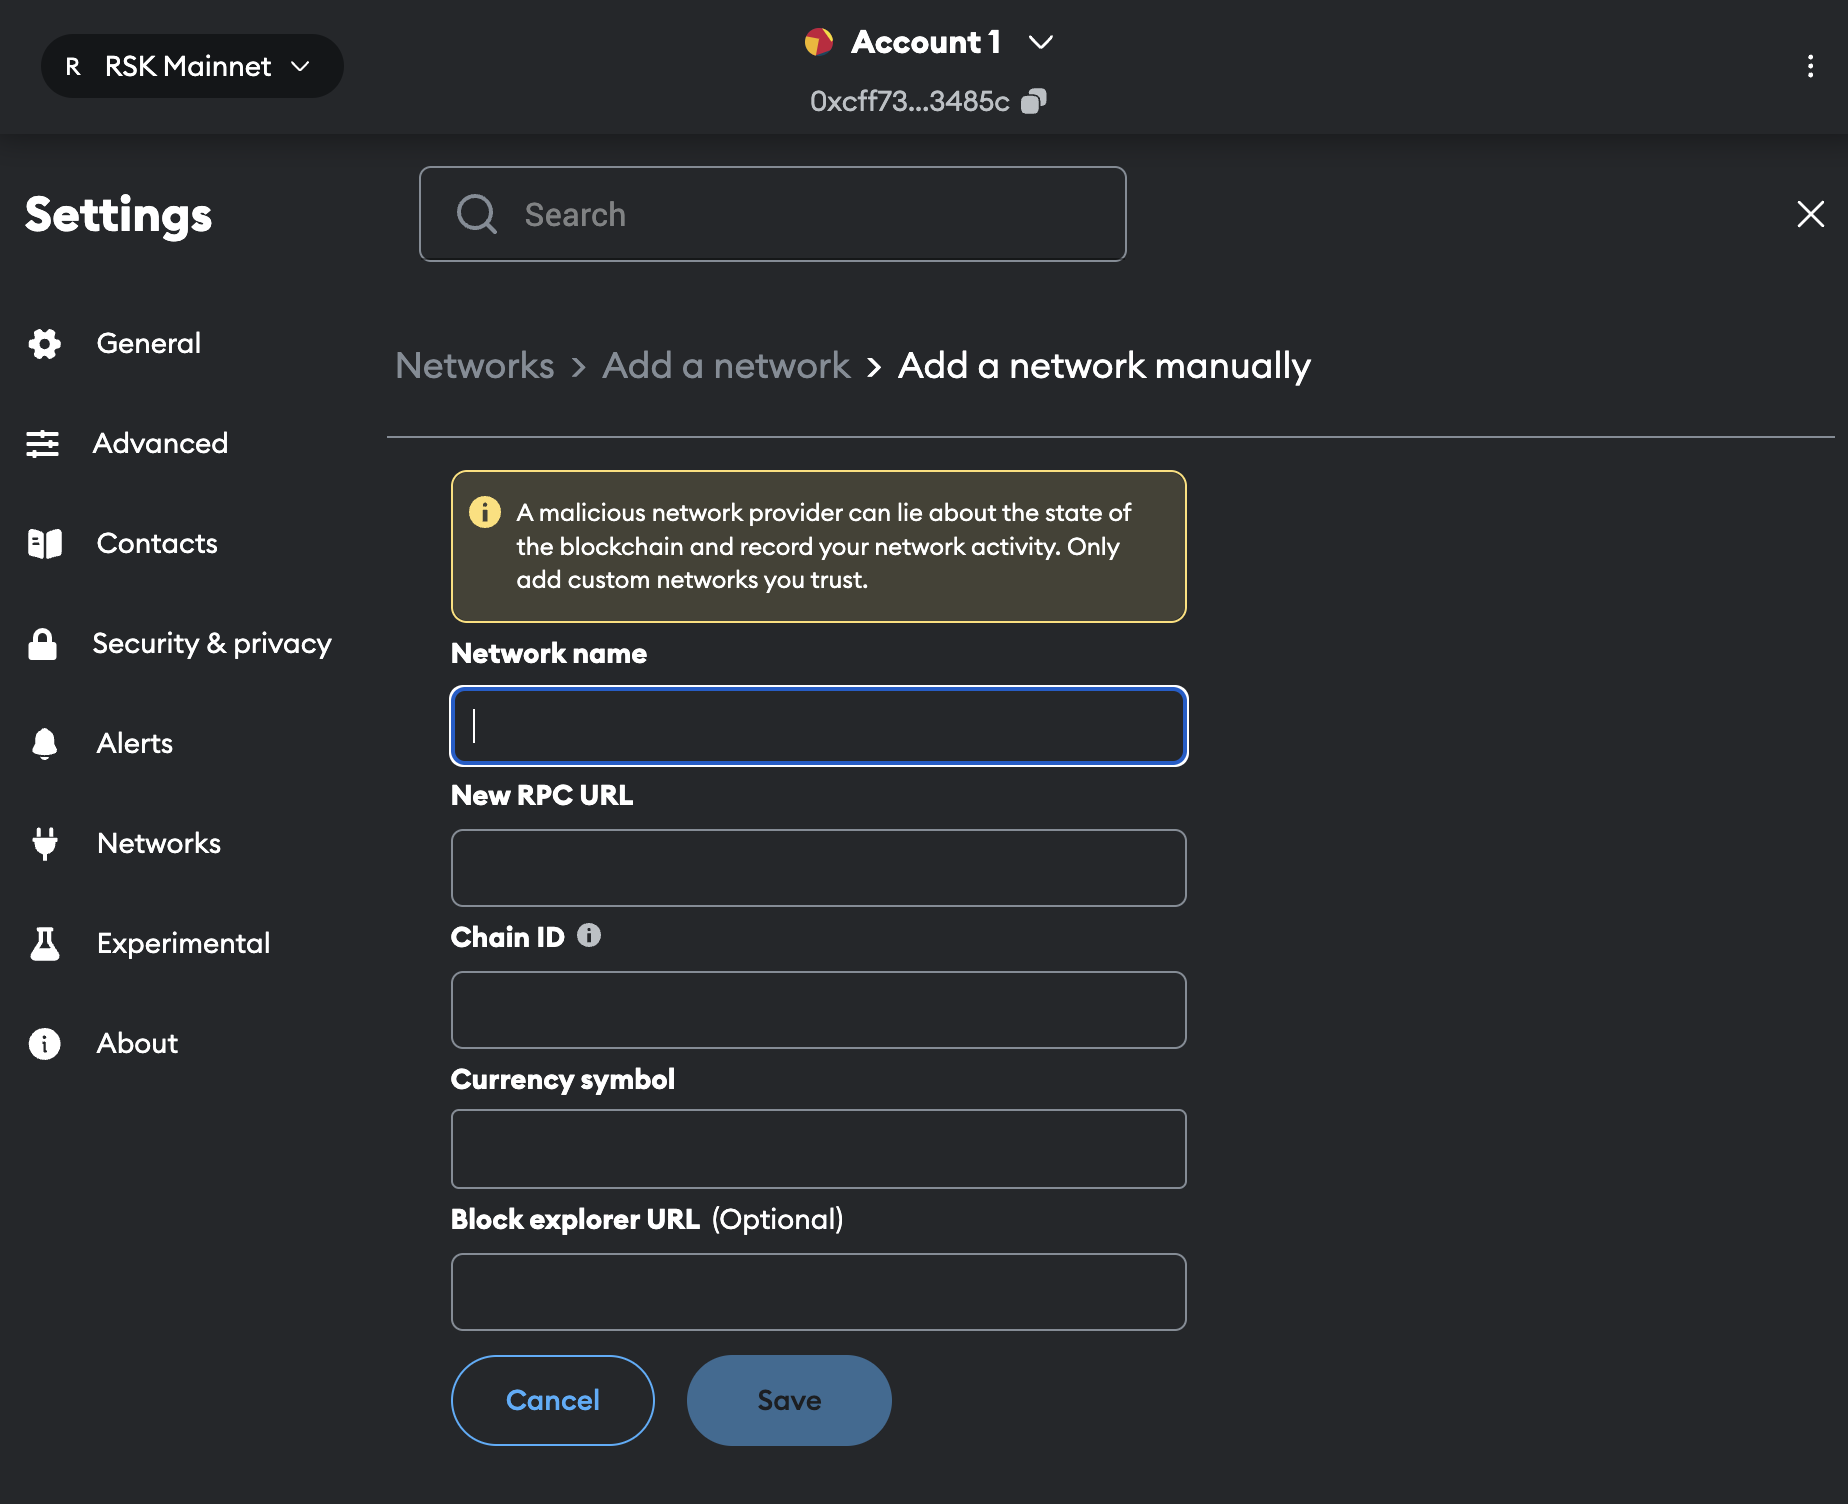 R RSK Mainnet
Account 1
0xcff73...3485c
Settings
Search
General
Advanced
Contacts
Security & privacy
Alerts
Networks
Experimental
About
Networks > Add a network > Add a network manually
A malicious network provider can lie about the state of
the blockchain and record your network activity. Only
add custom networks you trust.
Network name
New RPC URL
Chain ID
Currency symbol
Block explorer URL (Optional)
Cancel
Save